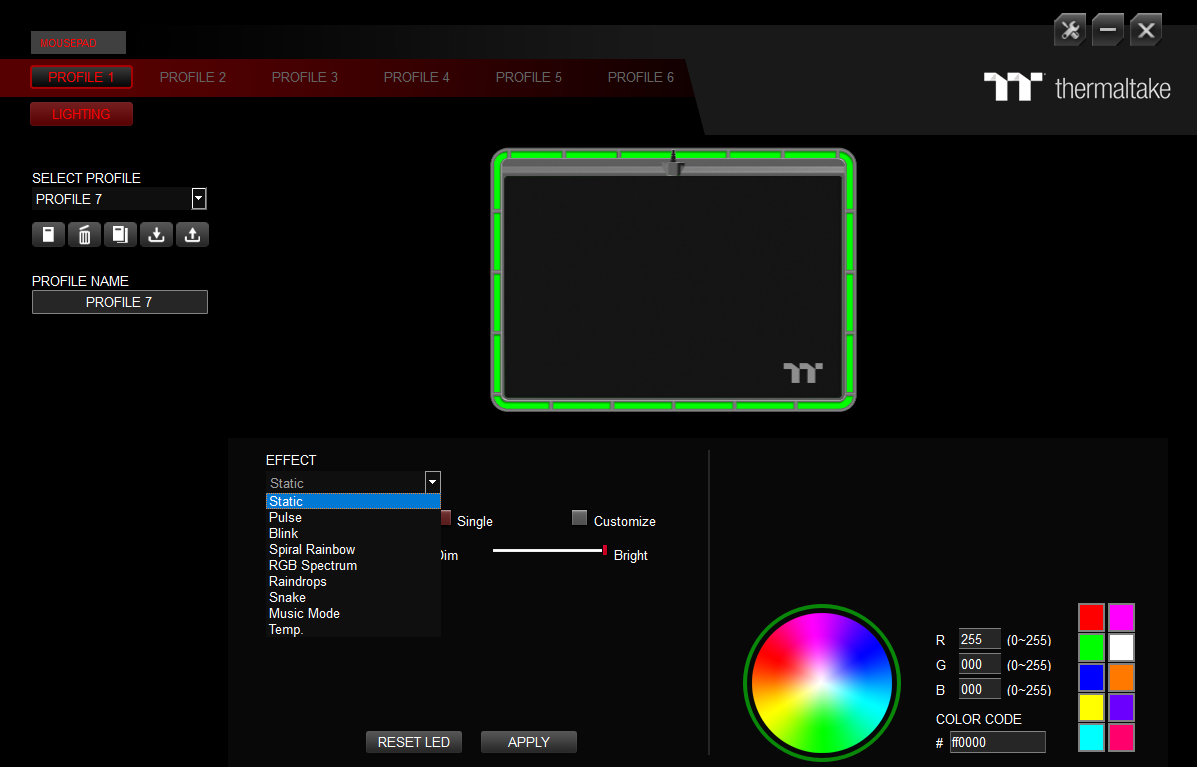 MOUSEPAD
PROFILE 1 PROFILE 2 PROFILE 3 PROFILE 4 PROFILE 5 PROFILE 6
thermaltake
LIGHTING
SELECT PROFILE
PROFILE 7
PROFILE NAME
PROFILE 7
EFFECT
Static
Static
Pulse
Blink
Spiral Rainbow
RGB Spectrum
Raindrops
Snake
Music Mode
Temp.
Single Customize
Dim Bright
RESET LED APPLY
R 255 (0~255)
G 000 (0~255)
B 000 (0~255)
COLOR CODE
# ff0000